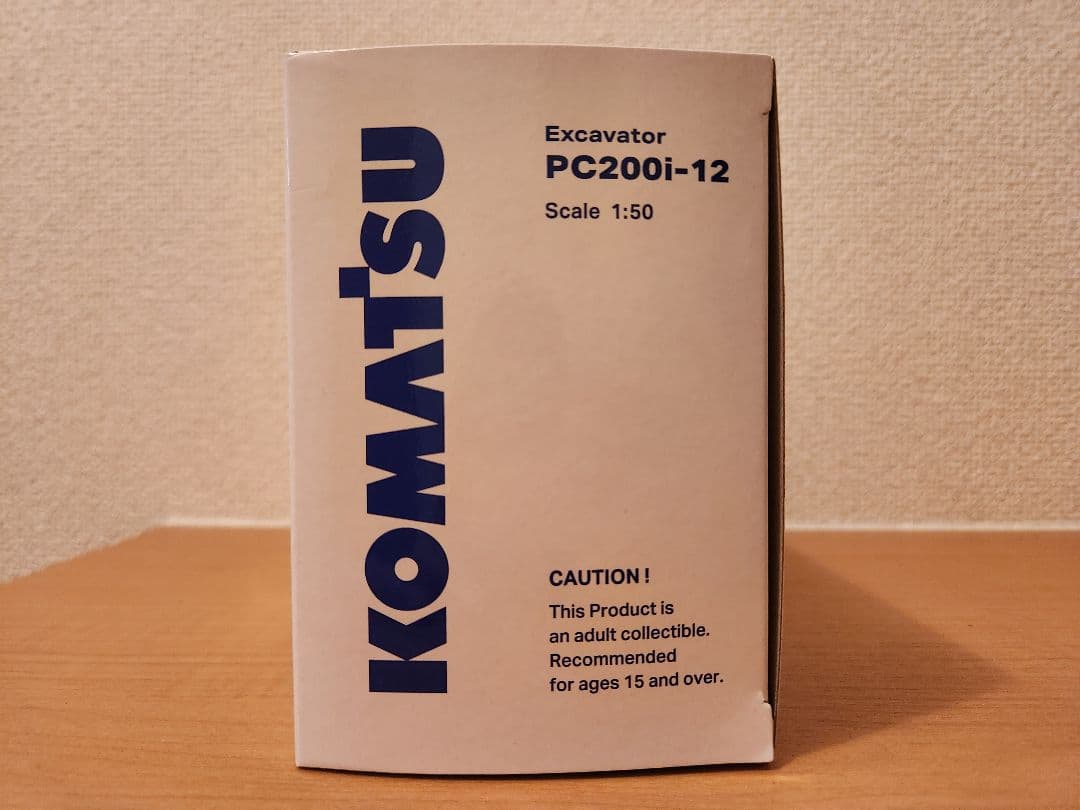 KOMATSU
Excavator
PC200i-12
Scale 1:50
CAUTION !
This Product is
an adult collectible.
Recommended
for ages 15 and over.